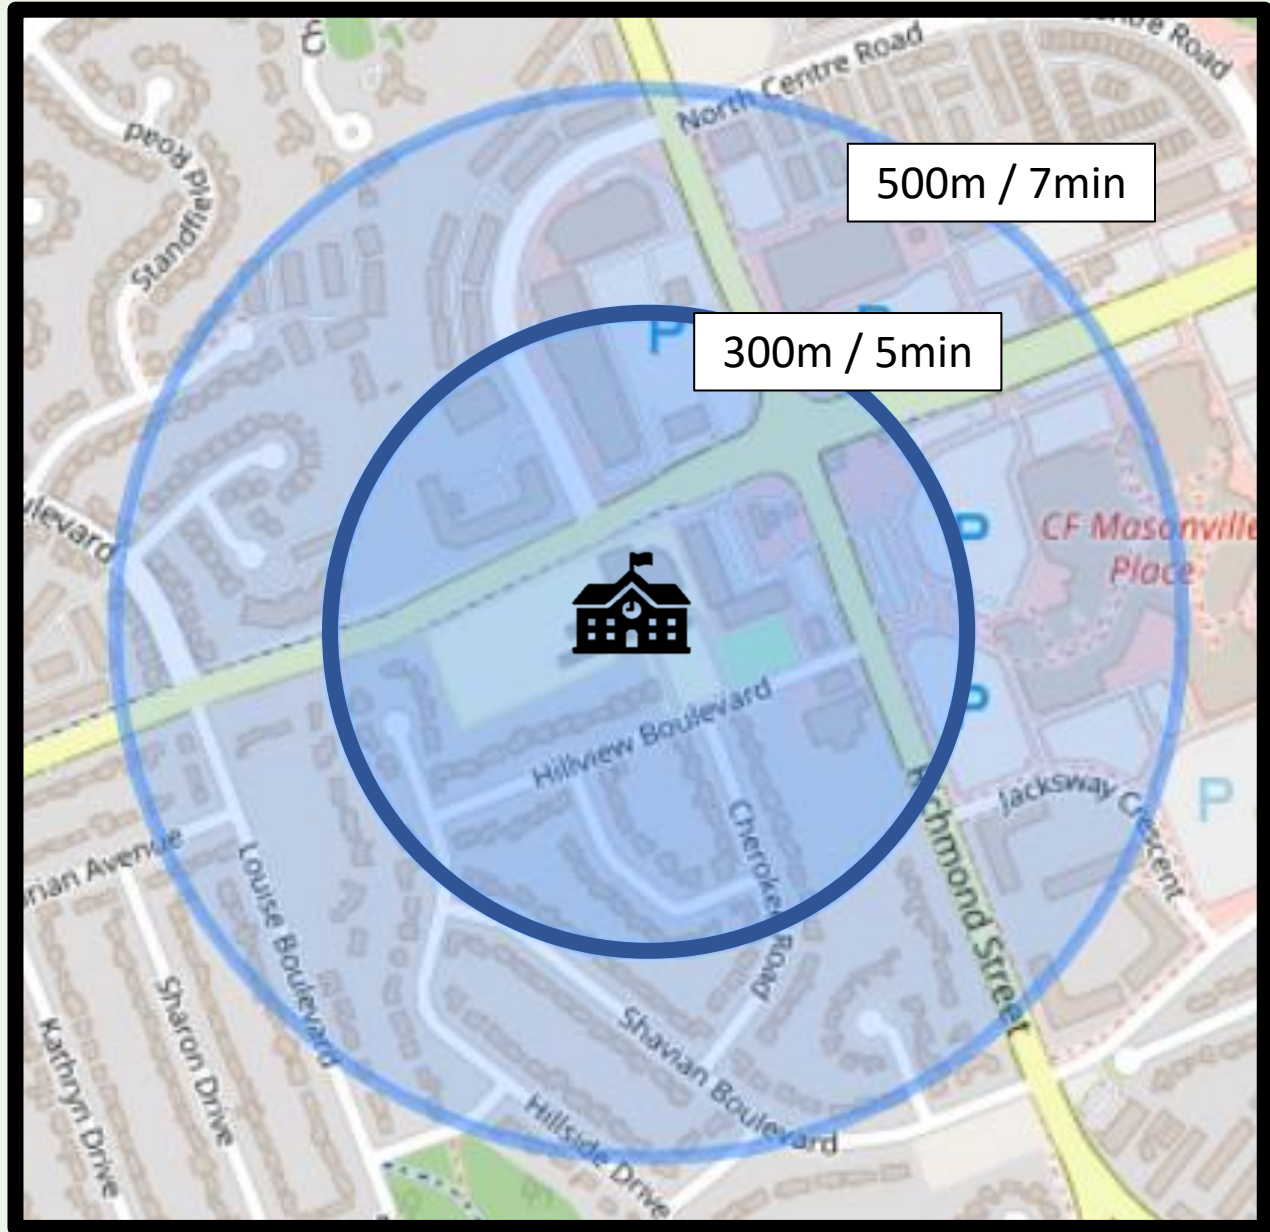 North Centre Road
Road
500m / 7min
Standfield Road
P
300m / 5min
CF Masonville
Place
P
P
Hillview Boulevard
Jacksway Crescent
P
Richmond Street
Cherokee Road
Louise Boulevard
Avenue
Sharon Drive
Kathryn Drive
Shavian Boulevard
Hillside Drive